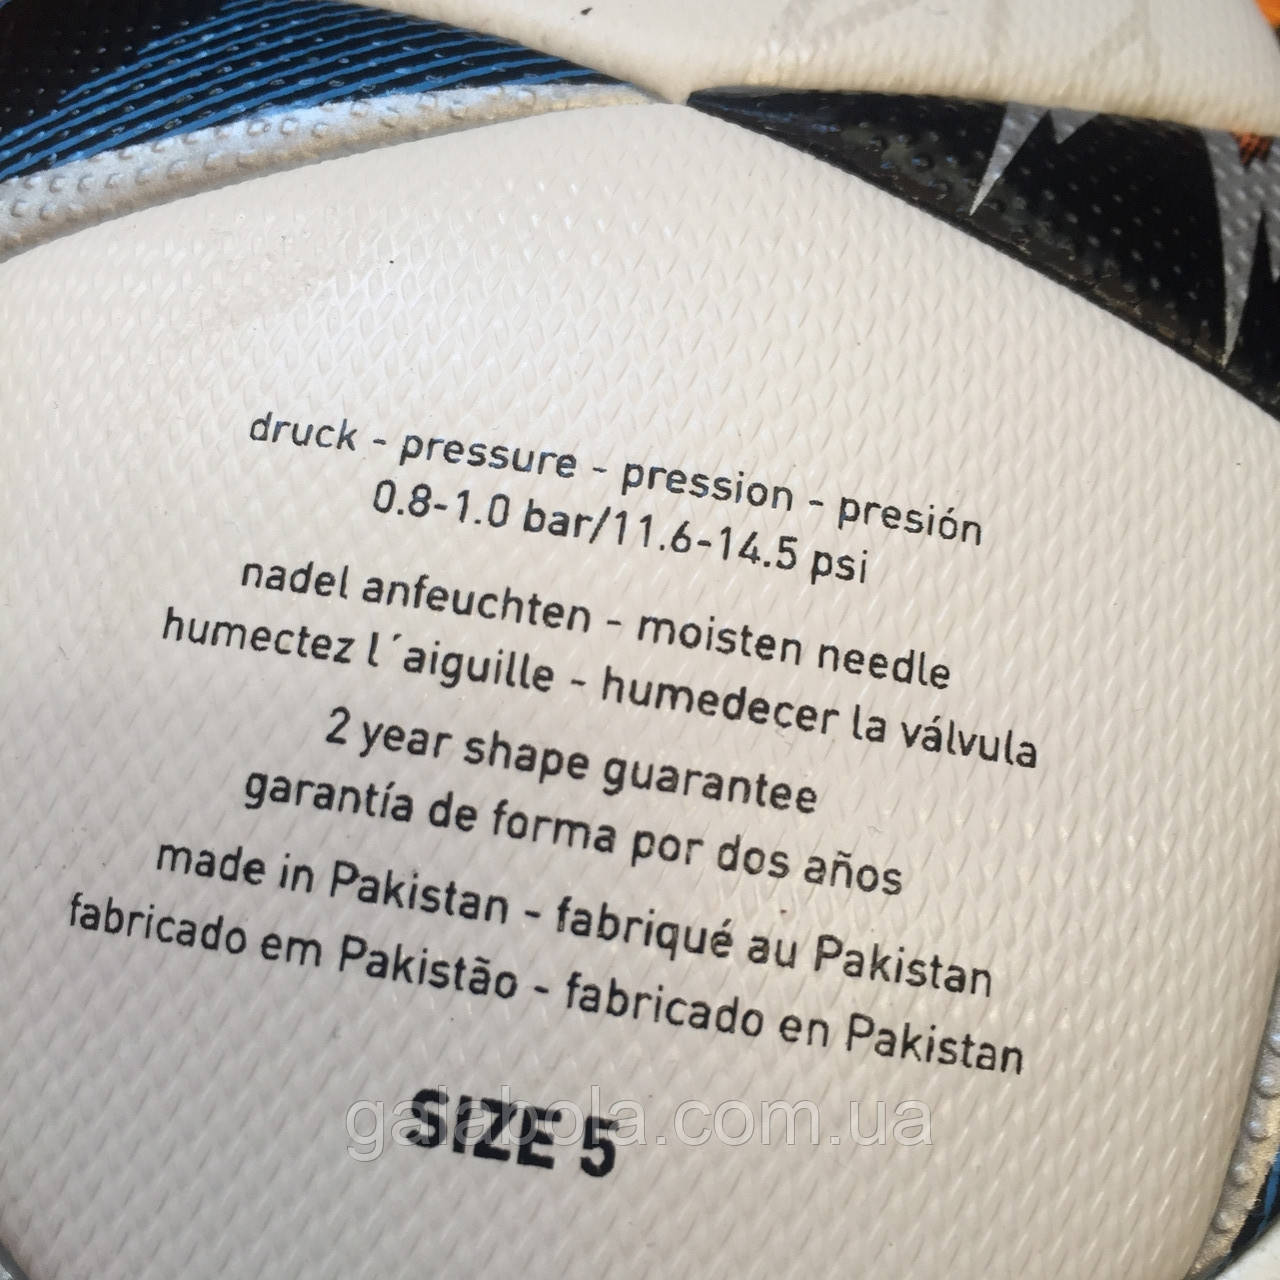 druck - pressure - pression - presión
0.8-1.0 bar/11.6-14.5 psi
nadel anfeuchten - moisten needle
humectez l´aiguille - humedecer la válvula
2 year shape guarantee
garantía de forma por dos años
made in Pakistan - fabriqué au Pakistan
fabricado em Pakistão - fabricado en Pakistan
SIZE 5
galabola.com.ua